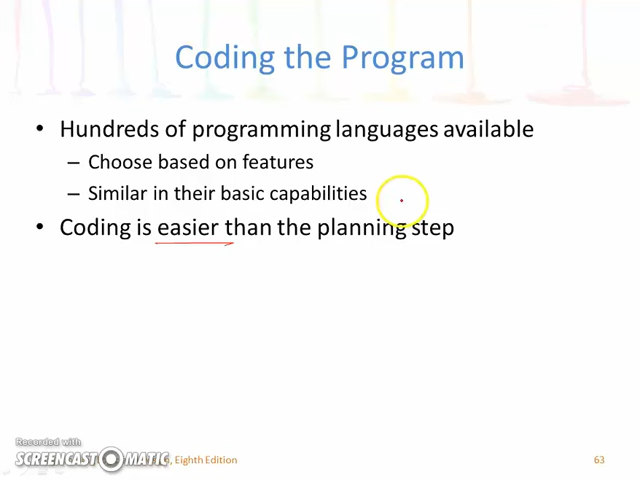 Coding the Program
• Hundreds of programming languages available
– Choose based on features
– Similar in their basic capabilities
• Coding is easier than the planning step
Recorded with
SCREENCAST MATIC
, Eighth Edition
63